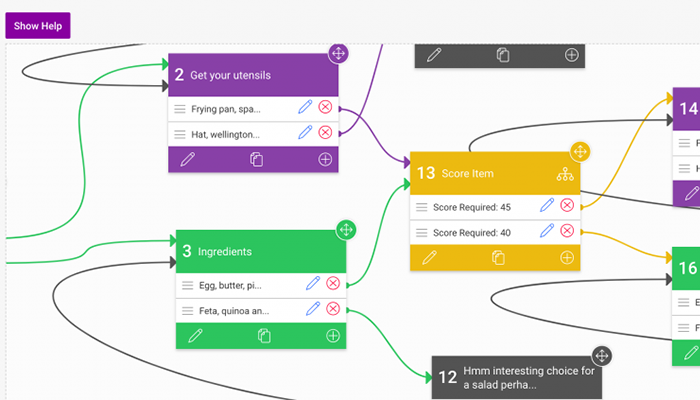 Show Help
2 Get your utensils
Frying pan, spa...
Hat, wellington...
13 Score Item
Score Required: 45
Score Required: 40
3 Ingredients
Egg, butter, pi...
Feta, quinoa an...
12 Hmm interesting choice for
a salad perha...
14
F
H
16
E
F